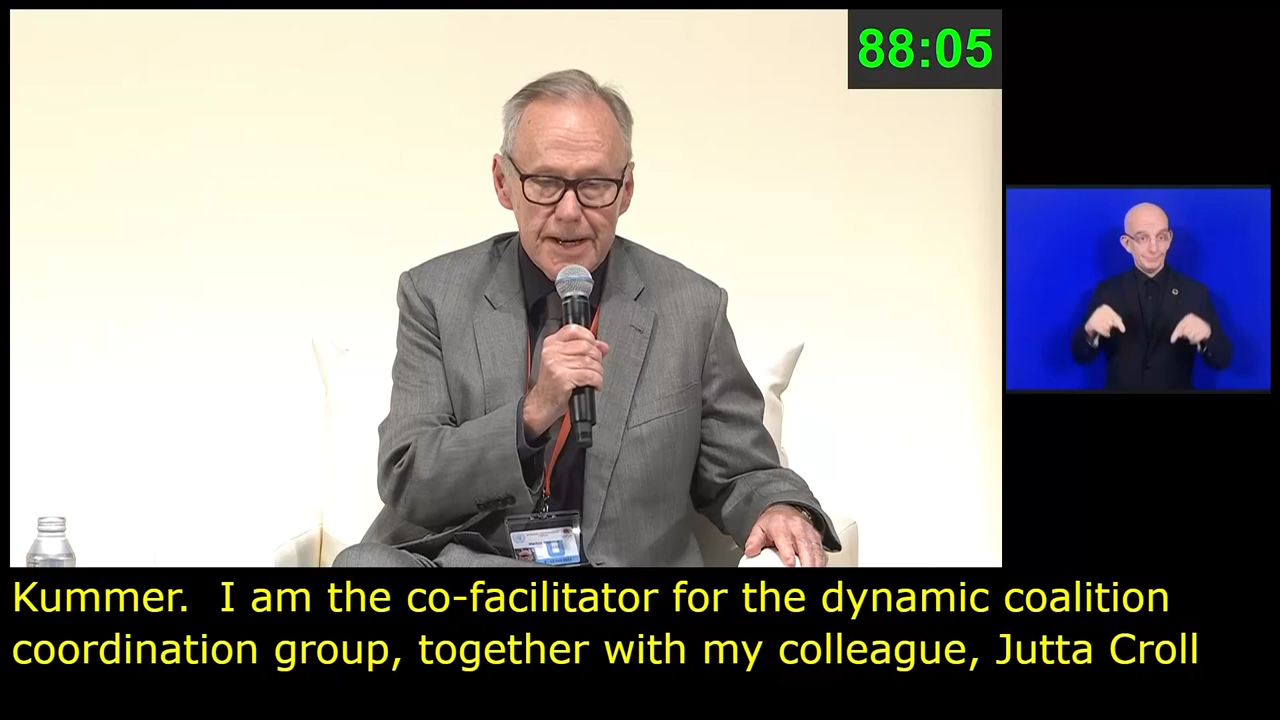 88:05
Kummer.  I am the co-facilitator for the dynamic coalition
coordination group, together with my colleague, Jutta Croll